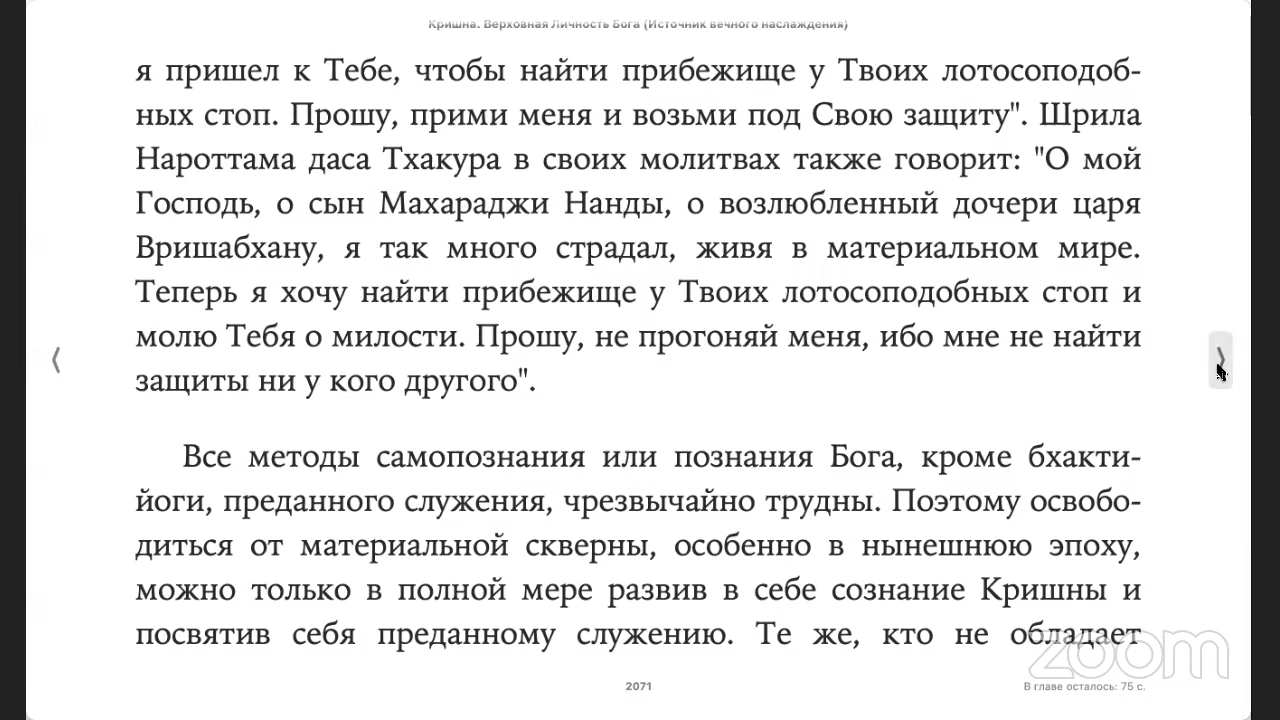 Кришна. Верховная Личность Бога (Источник вечного наслаждения)
я пришел к Тебе, чтобы найти прибежище у Твоих лотосоподоб-
ных стоп. Прошу, прими меня и возьми под Свою защиту". Шрила
Нароттама даса Тхакура в своих молитвах также говорит: "О мой
Господь, о сын Махараджи Нанды, о возлюбленный дочери царя
Вришабхану, я так много страдал, живя в материальном мире.
Теперь я хочу найти прибежище у Твоих лотосоподобных стоп и
молю Тебя о милости. Прошу, не прогоняй меня, ибо мне не найти
защиты ни у кого другого".
Все методы самопознания или познания Бога, кроме бхакти-
йоги, преданного служения, чрезвычайно трудны. Поэтому освобо-
диться от материальной скверны, особенно в нынешнюю эпоху,
можно только в полной мере развив в себе сознание Кришны и
посвятив себя преданному служению. Те же, кто не обладает
zoom
2071
В главе осталось: 75 с.